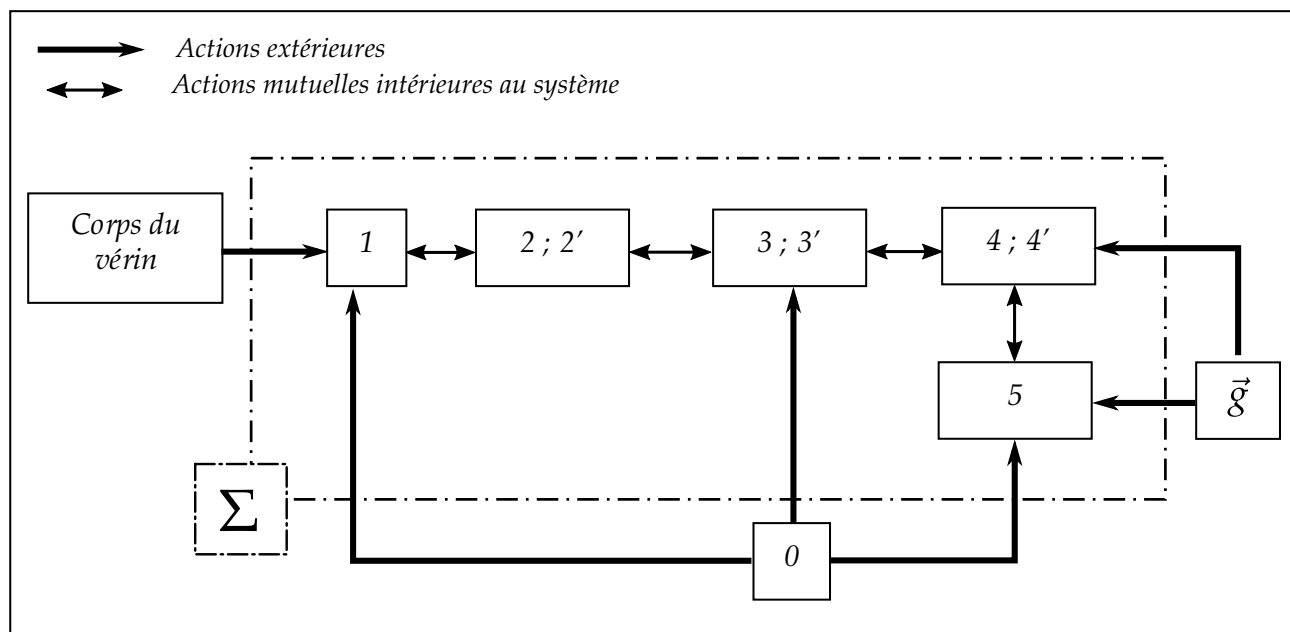 Actions extérieures
Actions mutuelles intérieures au système
Corps du
vérin
1
2 ; 2’
3 ; 3’
4 ; 4’
5
g⃗
Σ
0